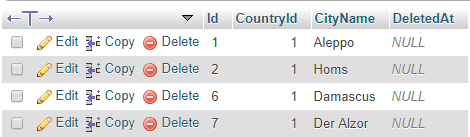 Id CountryId CityName DeletedAt
Edit Copy Delete 1 1 Aleppo NULL
Edit Copy Delete 2 1 Homs NULL
Edit Copy Delete 6 1 Damascus NULL
Edit Copy Delete 7 1 Der Alzor NULL